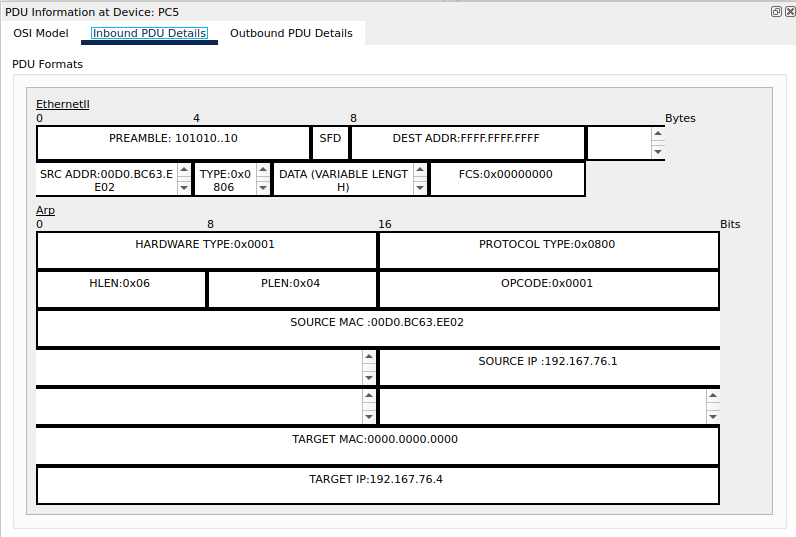 PDU Information at Device: PC5
OSI Model Inbound PDU Details Outbound PDU Details
PDU Formats
EthernetII
0 4 8 Bytes
PREAMBLE: 101010..10 SFD DEST ADDR:FFFF.FFFF.FFFF
SRC ADDR:00D0.BC63.E TYPE:0x0 DATA (VARIABLE LENGT FCS:0x00000000
E02 806 H)
Arp
0 8 16 Bits
HARDWARE TYPE:0x0001 PROTOCOL TYPE:0x0800
HLEN:0x06 PLEN:0x04 OPCODE:0x0001
SOURCE MAC :00D0.BC63.EE02
SOURCE IP :192.167.76.1
TARGET MAC:0000.0000.0000
TARGET IP:192.167.76.4